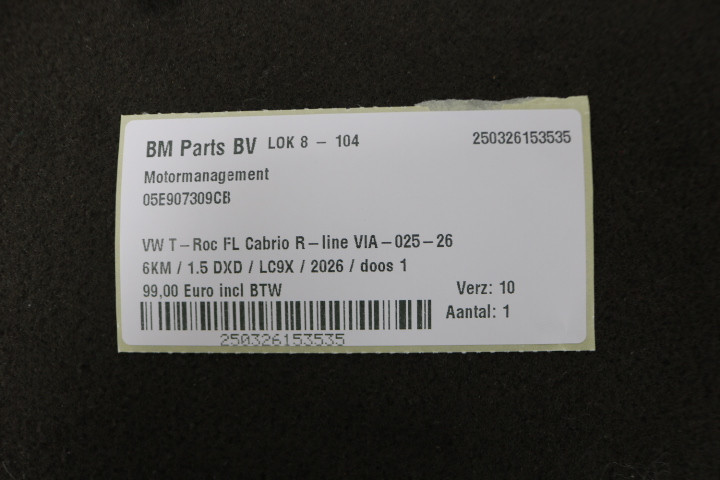 BM Parts BV LOK 8 - 104 250326153535
Motormanagement
05E907309CB
VW T-Roc FL Cabrio R-line VIA-025-26
6KM / 1.5 DXD / LC9X / 2026 / doos 1
99,00 Euro incl BTW Verz: 10
Aantal: 1
250326153535